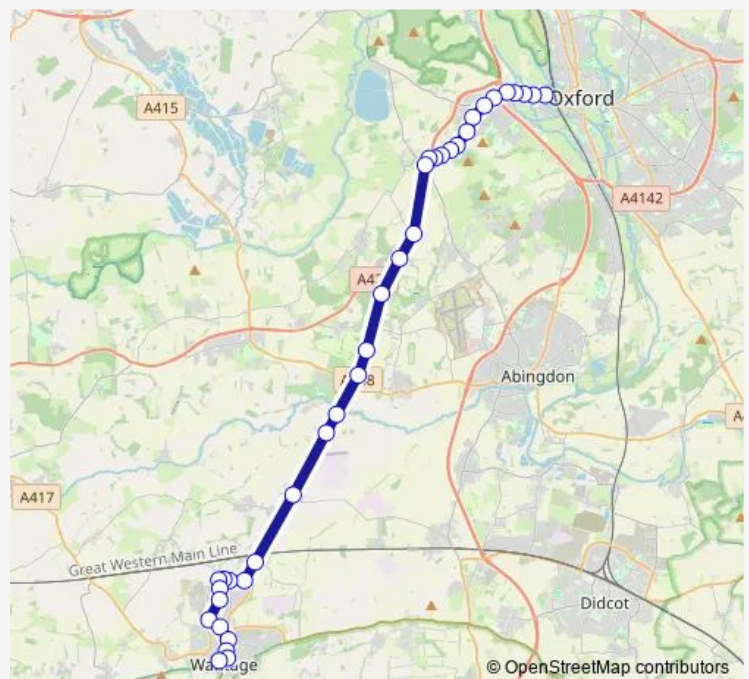 A415
Oxford
A4142
Abingdon
A417
Great Western Main Line
Didcot
© OpenStreetMap contributors